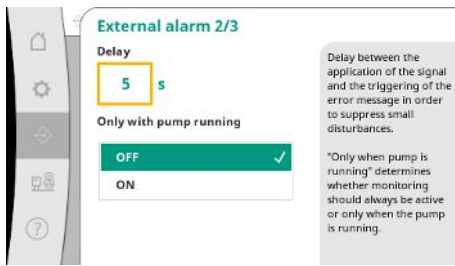 External alarm 2/3
Delay
5 s
Only with pump running
OFF
ON
Delay between the
application of the signal
and the triggering of the
error message in order
to suppress small
disturbances.
"Only when pump is
running" determines
whether monitoring
should always be active
or only when the pump
is running.